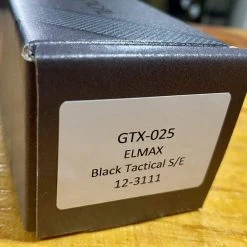 GTX-025
ELMAX
Black Tactical S/E
12-3111